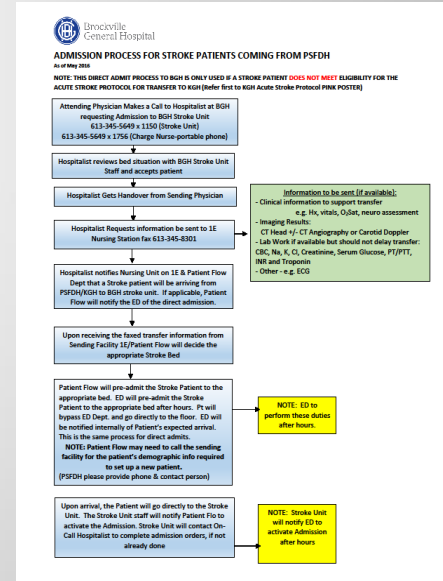 Brockville
General Hospital
ADMISSION PROCESS FOR STROKE PATIENTS COMING FROM PSFDH
As of May 2016
NOTE: THIS DIRECT ADMIT PROCESS TO BGH IS ONLY USED IF A STROKE PATIENT DOES NOT MEET ELIGIBILITY FOR THE
ACUTE STROKE PROTOCOL FOR TRANSFER TO KGH (Refer first to KGH Acute Stroke Protocol PINK POSTER)
Attending Physician Makes a Call to Hospitalist at BGH
requesting Admission to BGH Stroke Unit
613-345-5649 x 1150 (Stroke Unit)
613-345-5649 x 1756 (Charge Nurse-portable phone)
Hospitalist reviews bed situation with BGH Stroke Unit
Staff and accepts patient
Hospitalist Gets Handover from Sending Physician
Hospitalist Requests information be sent to 1E
Nursing Station fax 613-345-8301
Information to be sent (if available):
- Clinical information to support transfer
e.g. Hx, vitals, O₂Sat, neuro assessment
- Imaging Results:
CT Head +/- CT Angiography or Carotid Doppler
- Lab Work if available but should not delay transfer:
CBC, Na, K, Cl, Creatinine, Serum Glucose, PT/PTT,
INR and Troponin
- Other - e.g. ECG
Hospitalist notifies Nursing Unit on 1E & Patient Flow
Dept that a Stroke patient will be arriving from
PSFDH/KGH to BGH stroke unit. If applicable, Patient
Flow will notify the ED of the direct admission.
Upon receiving the faxed transfer information from
Sending Facility 1E/Patient Flow will decide the
appropriate Stroke Bed
Patient Flow will pre-admit the Stroke Patient to the
appropriate bed. ED will pre-admit the Stroke
Patient to the appropriate bed after hours. Pt will
bypass ED Dept. and go directly to the floor. ED will
be notified internally of Patient's expected arrival.
This is the same process for direct admits.
NOTE: Patient Flow may need to call the sending
facility for the patient's demographic info required
to set up a new patient.
(PSFDH please provide phone & contact person)
NOTE: ED to
perform these duties
after hours.
Upon arrival, the Patient will go directly to the Stroke
Unit. The Stroke Unit staff will notify Patient Flo to
activate the Admission. Stroke Unit will contact On-
Call Hospitalist to complete admission orders, if not
already done
NOTE: Stroke Unit
will notify ED to
activate Admission
after hours